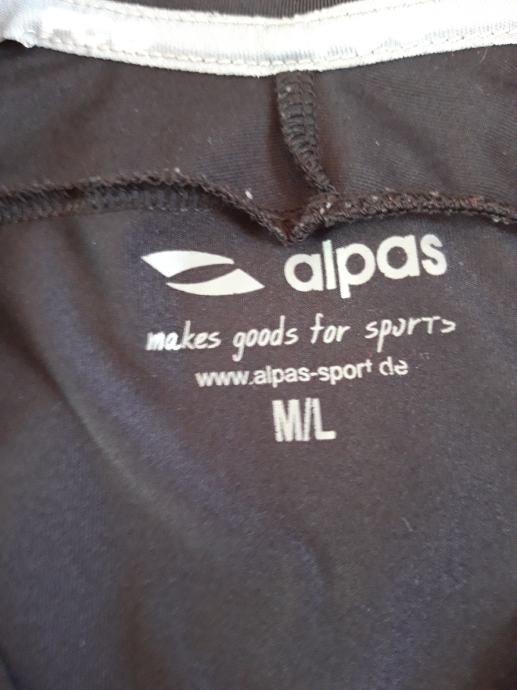 alpas
makes goods for sports
www.alpas-sport.de
M/L